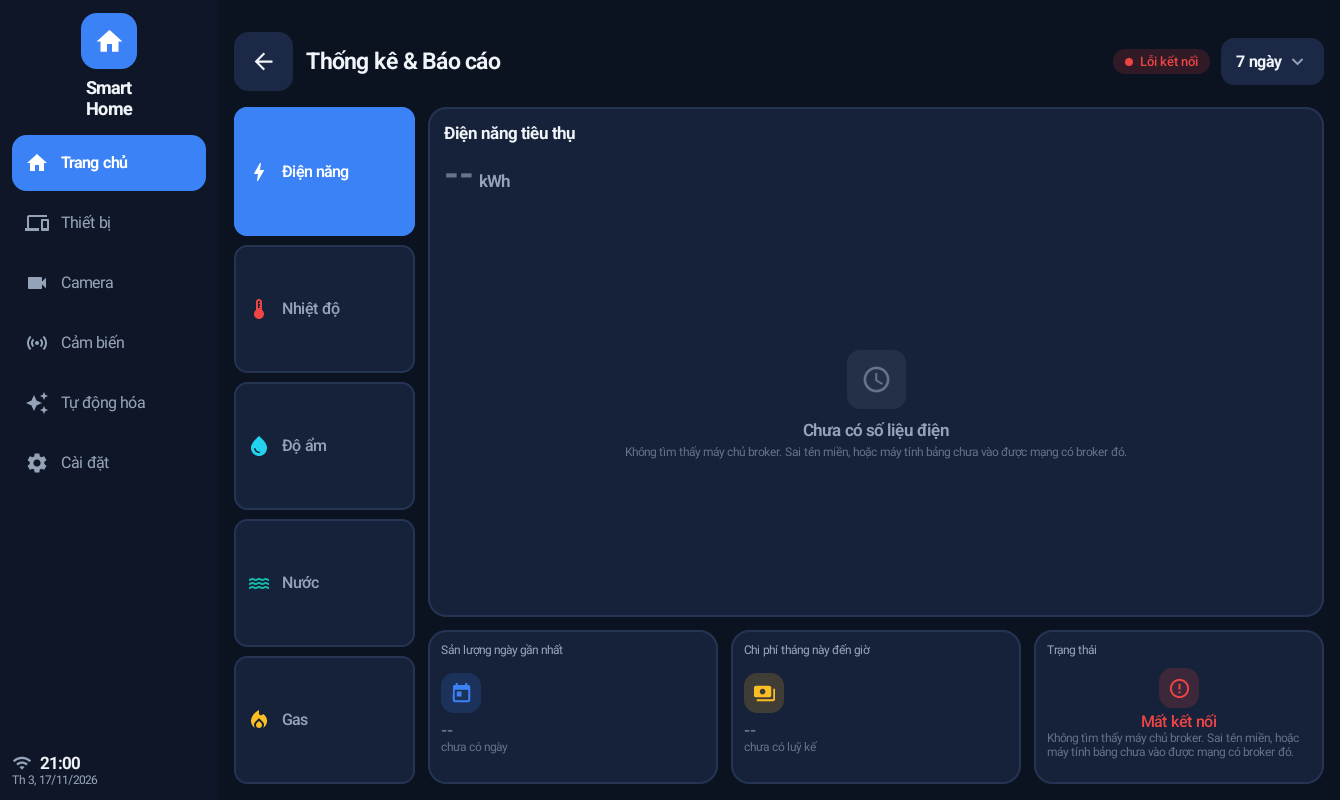 Smart
Home
Trang chủ
Thiết bị
Camera
Cảm biến
Tự động hóa
Cài đặt
21:00
Th 3, 17/11/2026
Thống kê & Báo cáo
Lỗi kết nối
7 ngày
Điện năng
Nhiệt độ
Độ ẩm
Nước
Gas
Điện năng tiêu thụ
-- kWh
Chưa có số liệu điện
Không tìm thấy máy chủ broker. Sai tên miền, hoặc máy tính bảng chưa vào được mạng có broker đó.
Sản lượng ngày gần nhất
--
chưa có ngày
Chi phí tháng này đến giờ
--
chưa có luỹ kế
Trạng thái
Mất kết nối
Không tìm thấy máy chủ broker. Sai tên miền, hoặc
máy tính bảng chưa vào được mạng có broker đó.